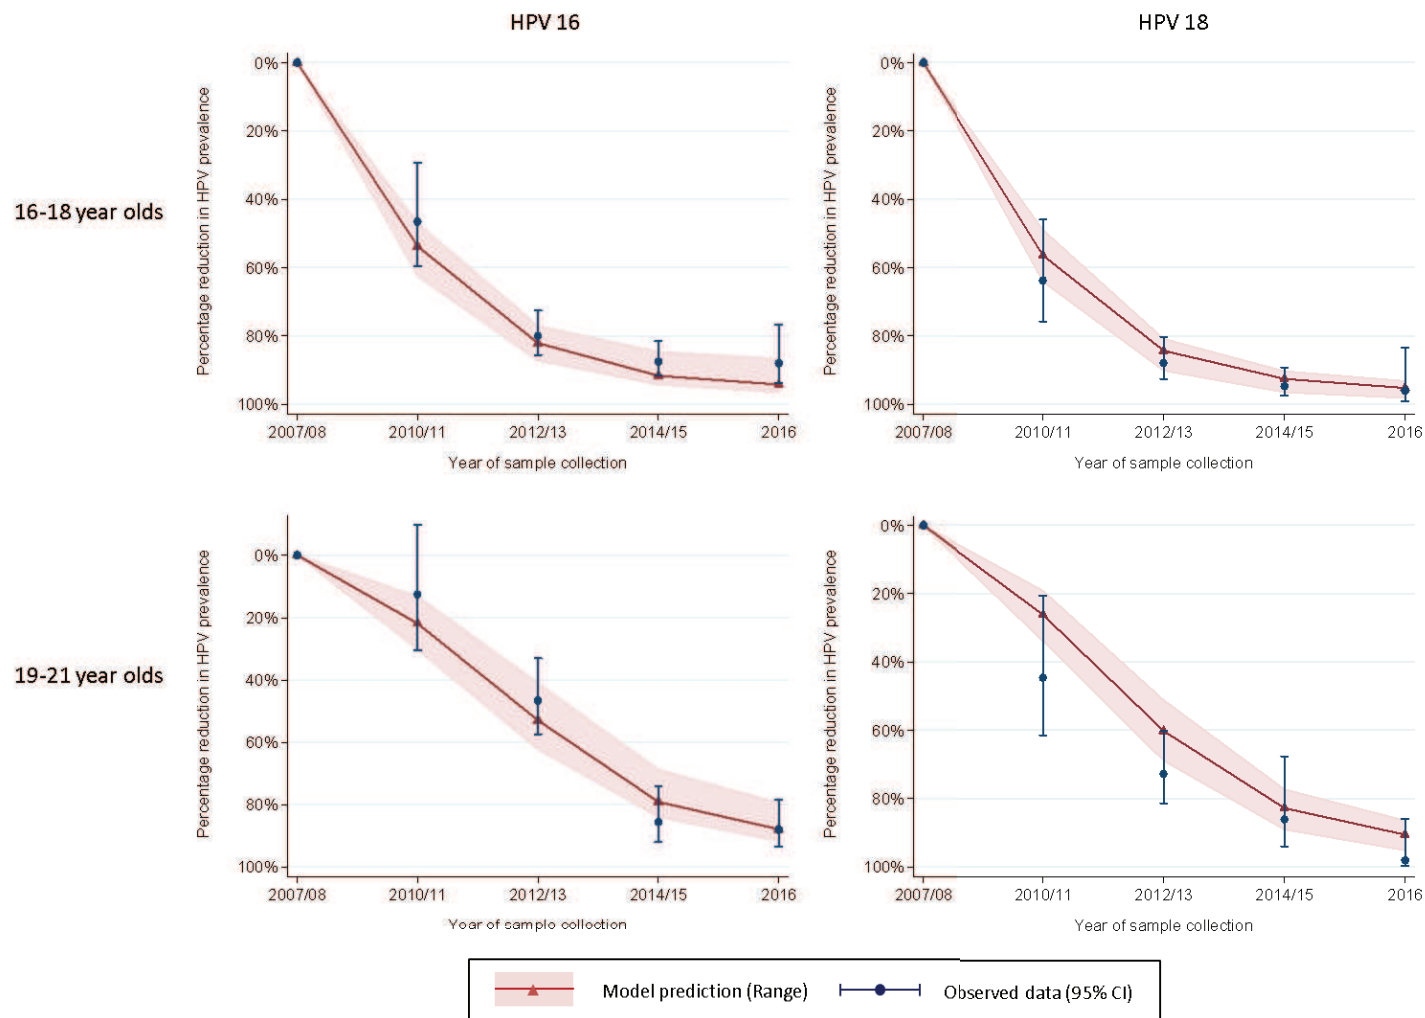 HPV 16
HPV 18
16-18 year olds
Percentage reduction in HPV prevalence
0%
20%
40%
60%
80%
100%
2007/08 2010/11 2012/13 2014/15 2016
Year of sample collection
Percentage reduction in HPV prevalence
0%
20%
40%
60%
80%
100%
2007/08 2010/11 2012/13 2014/15 2016
Year of sample collection
19-21 year olds
Percentage reduction in HPV prevalence
0%
20%
40%
60%
80%
100%
2007/08 2010/11 2012/13 2014/15 2016
Year of sample collection
Percentage reduction in HPV prevalence
0%
20%
40%
60%
80%
100%
2007/08 2010/11 2012/13 2014/15 2016
Year of sample collection
Model prediction (Range) Observed data (95% CI)